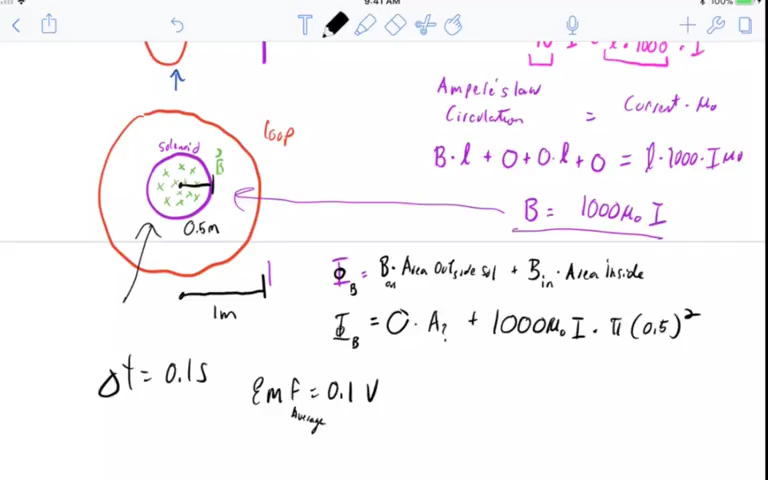 9:41 AM
100%
T
I = l · 1000 · I
Ampere's law
Circulation = Current · μ₀
loop
solenoid
B
B · l + 0 + 0 · l + 0 = l · 1000 · I μ₀
B = 1000 μ₀ I
0.5m
1m
Φ_B = B · Area Outside sol + B_in · Area inside
Φ_B = 0 · A? + 1000 μ₀ I · π (0.5)²
Δt = 0.1s
Emf = 0.1 V
Average